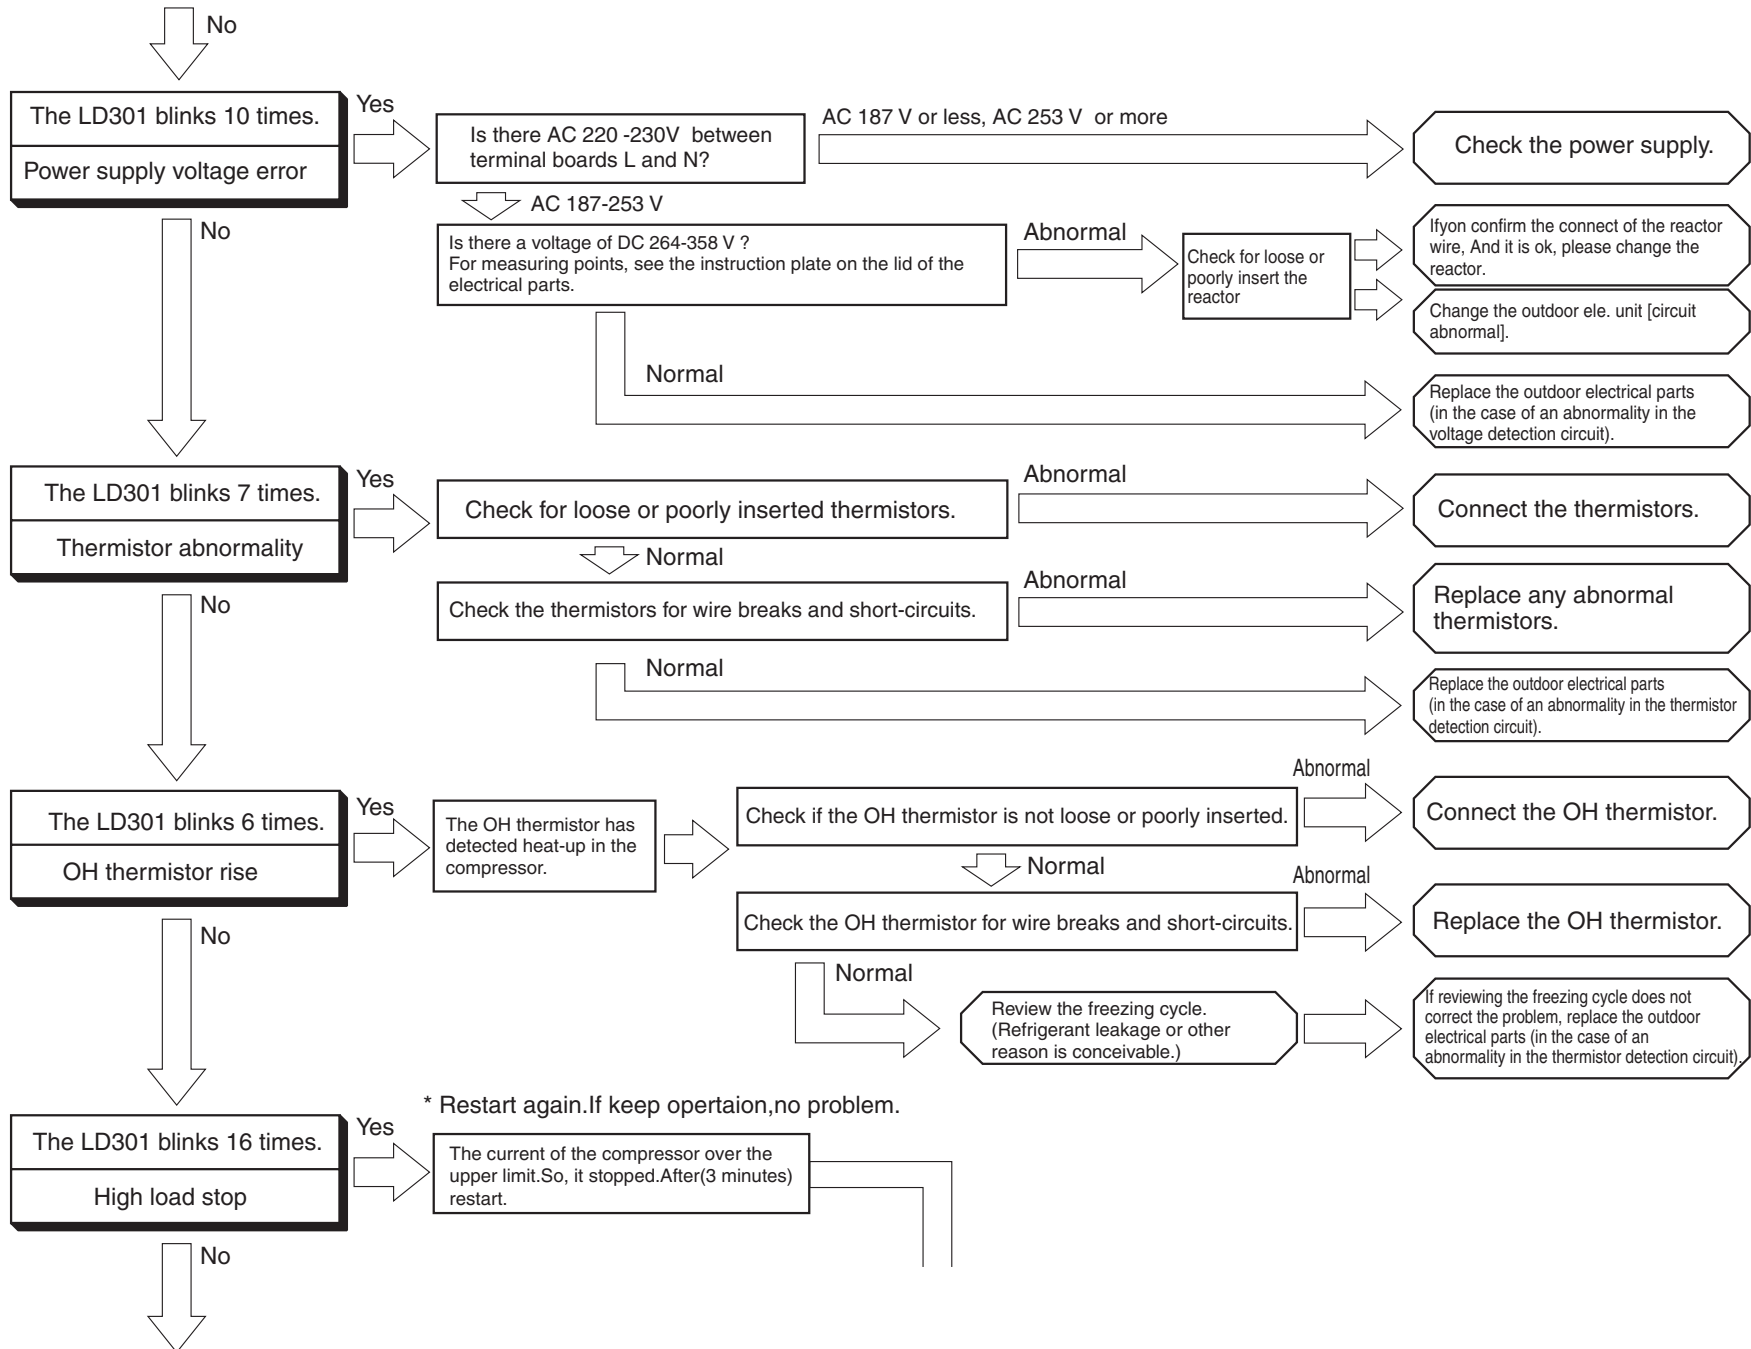 No
The LD301 blinks 10 times.
Power supply voltage error
Yes
Is there AC 220 -230V between
terminal boards L and N?
AC 187 V or less, AC 253 V or more
Check the power supply.
AC 187-253 V
No
Is there a voltage of DC 264-358 V ?
For measuring points, see the instruction plate on the lid of the
electrical parts.
Abnormal
Check for loose or
poorly insert the
reactor
Ifyon confirm the connect of the reactor
wire, And it is ok, please change the
reactor.
Change the outdoor ele. unit [circuit
abnormal].
Normal
Replace the outdoor electrical parts
(in the case of an abnormality in the
voltage detection circuit).
The LD301 blinks 7 times.
Thermistor abnormality
Yes
Check for loose or poorly inserted thermistors.
Abnormal
Connect the thermistors.
Normal
No
Check the thermistors for wire breaks and short-circuits.
Abnormal
Replace any abnormal
thermistors.
Normal
Replace the outdoor electrical parts
(in the case of an abnormality in the thermistor
detection circuit).
The LD301 blinks 6 times.
OH thermistor rise
Yes
The OH thermistor has
detected heat-up in the
compressor.
Check if the OH thermistor is not loose or poorly inserted.
Abnormal
Connect the OH thermistor.
Normal
No
Check the OH thermistor for wire breaks and short-circuits.
Abnormal
Replace the OH thermistor.
Normal
Review the freezing cycle.
(Refrigerant leakage or other
reason is conceivable.)
If reviewing the freezing cycle does not
correct the problem, replace the outdoor
electrical parts (in the case of an
abnormality in the thermistor detection circuit).
* Restart again.If keep opertaion,no problem.
The LD301 blinks 16 times.
High load stop
Yes
The current of the compressor over the
upper limit.So, it stopped.After(3 minutes)
restart.
No